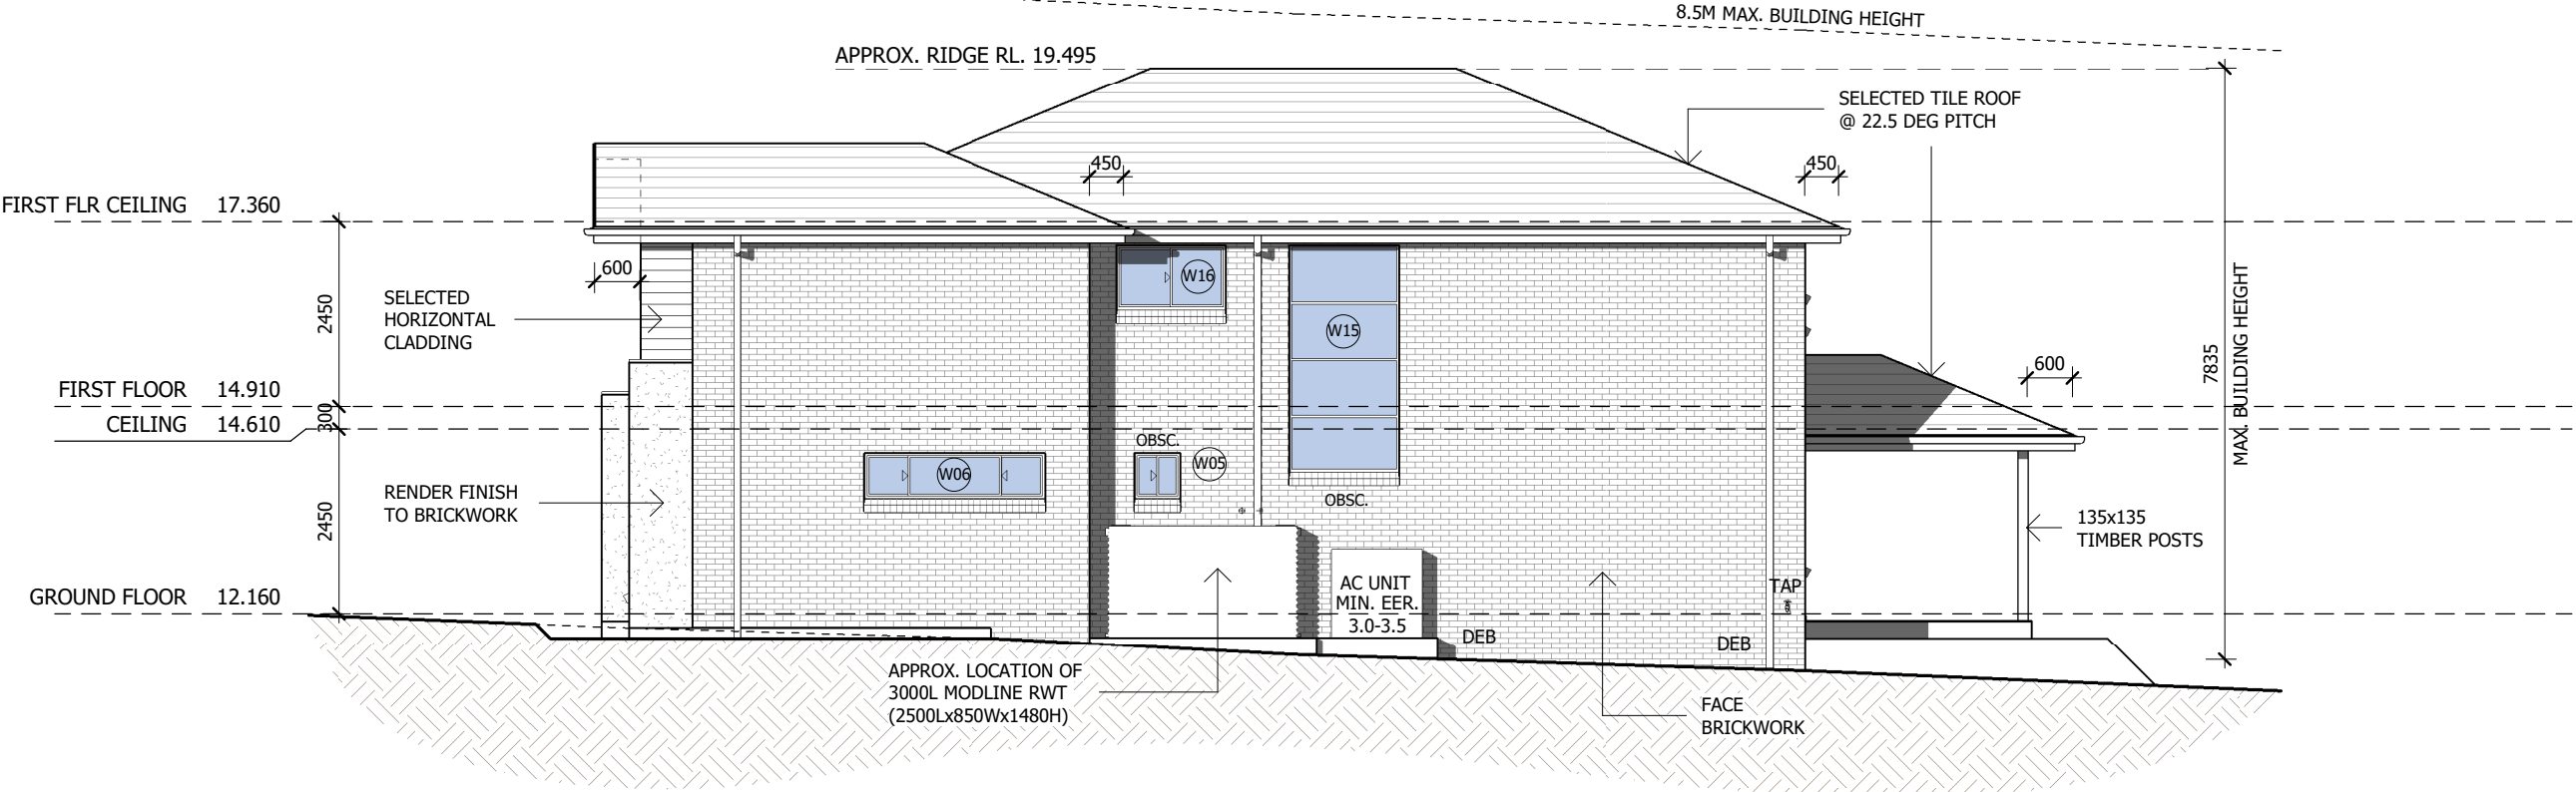 8.5M MAX. BUILDING HEIGHT
APPROX. RIDGE RL. 19.495
SELECTED TILE ROOF
@ 22.5 DEG PITCH
450
450
FIRST FLR CEILING 17.360
600
W16
SELECTED
HORIZONTAL
CLADDING
2450
W15
MAX. BUILDING HEIGHT
7835
600
FIRST FLOOR 14.910
300
CEILING 14.610
OBSC.
W05
W06
RENDER FINISH
TO BRICKWORK
2450
OBSC.
135x135
TIMBER POSTS
AC UNIT
MIN. EER.
3.0-3.5
TAP
GROUND FLOOR 12.160
DEB
DEB
APPROX. LOCATION OF
3000L MODLINE RWT
(2500Lx850Wx1480H)
FACE
BRICKWORK